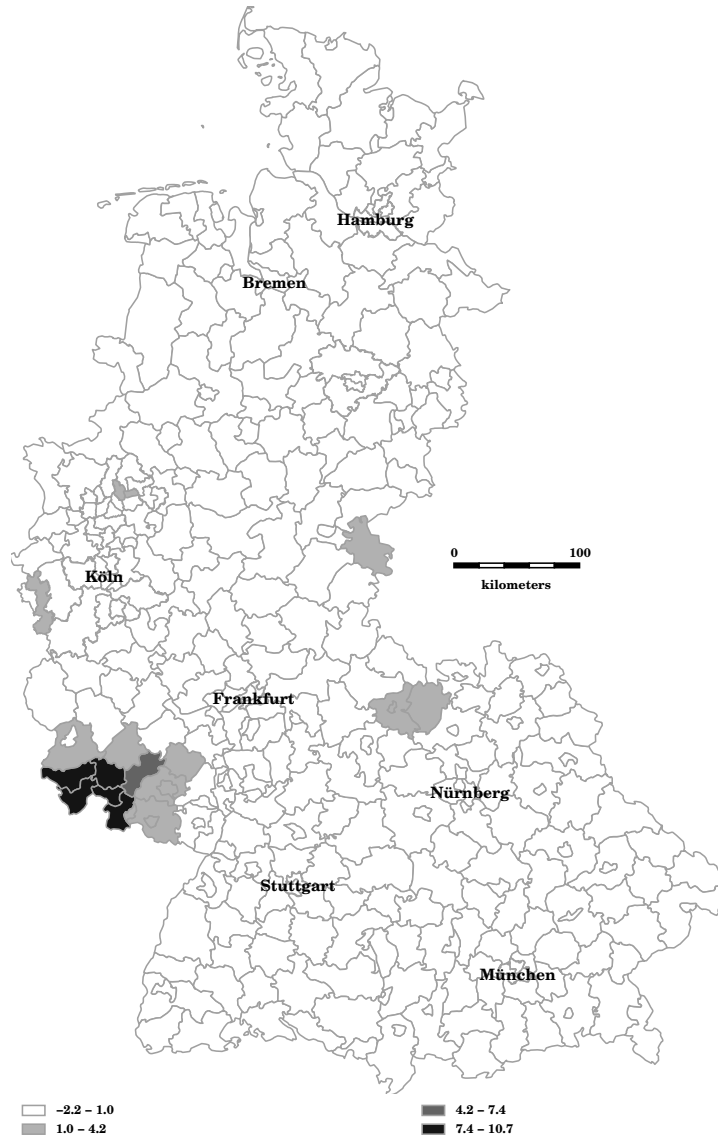 Hamburg
Bremen
0 100
kilometers
Köln
Frankfurt
Nürnberg
Stuttgart
München
−2.2 – 1.0
4.2 – 7.4
1.0 – 4.2
7.4 – 10.7